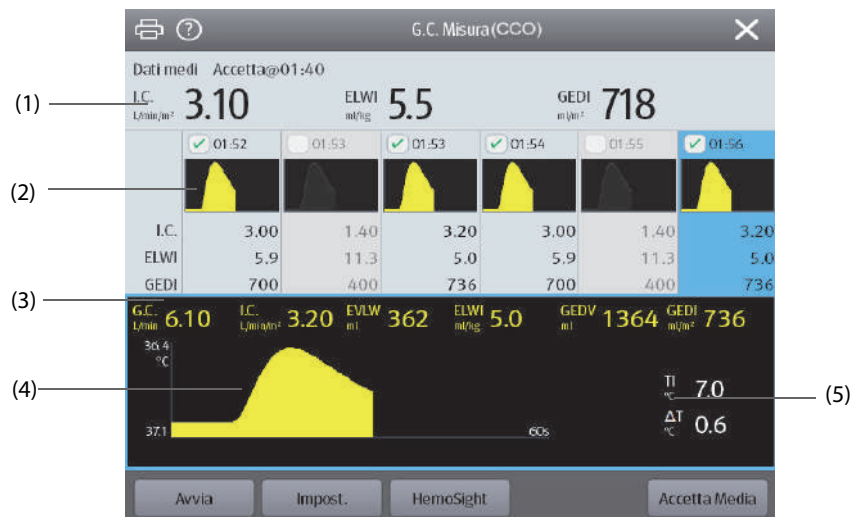 G.C. Misura(CCO)
Dati medi Accetta@01:40
(1)
I.C. L/min/m² 3.10 ELWI ml/kg 5.5 GEDI ml/m² 718
01:52 01:53 01:53 01:54 01:55 01:56
(2)
I.C. 3.00 1.40 3.20 3.00 1.40 3.20
ELWI 5.9 11.3 5.0 5.9 11.3 5.0
GEDI 700 400 736 700 400 736
(3)
G.C. L/min 6.10 I.C. L/min/m² 3.20 EVLW ml 362 ELWI ml/kg 5.0 GEDV ml 1364 GEDI ml/m² 736
36.4
°C
(4)
37.1 60s
TI °C 7.0
(5)
ΔT °C 0.6
Avvia Impost. HemoSight Accetta Media